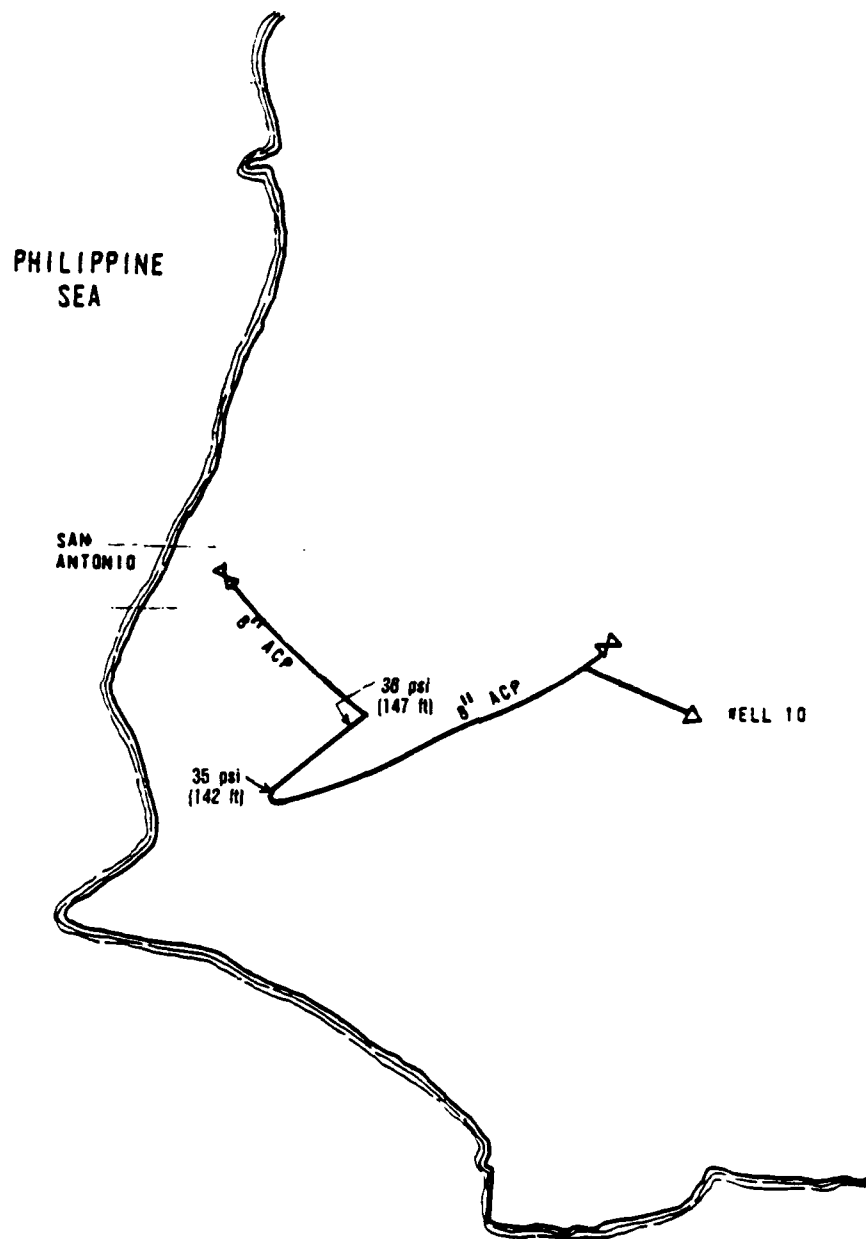 PHILIPPINE
SEA
SAN
ANTONIO
8" ACP
36 psi
(147 ft)
8" ACP
WELL 10
35 psi
(142 ft)